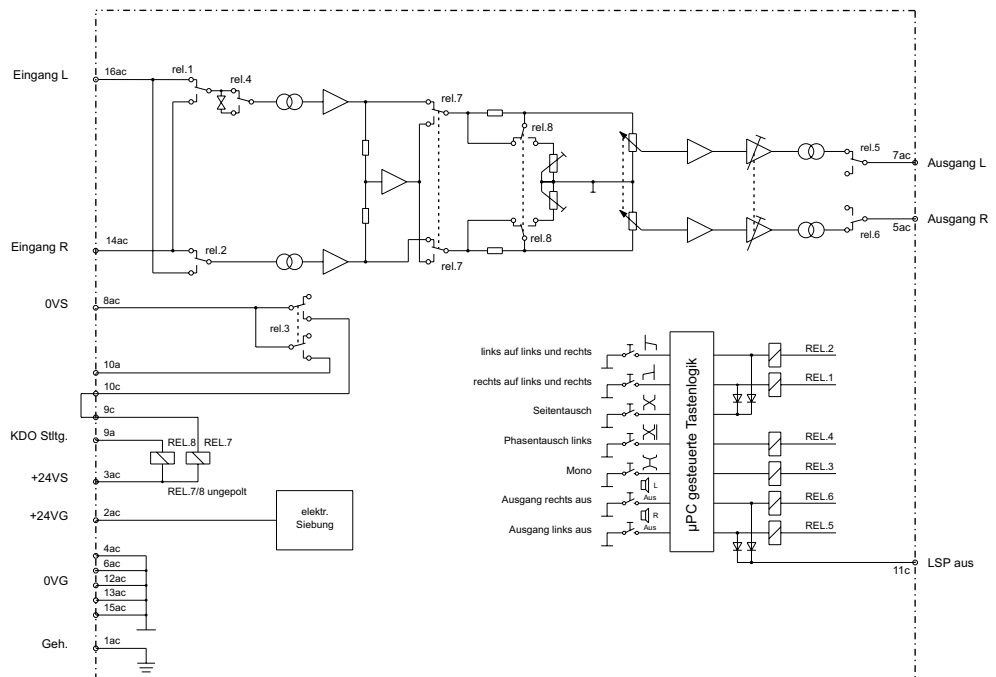 Eingang L
16ac
rel.1
rel.4
rel.7
rel.8
rel.5
7ac
Ausgang L
Eingang R
14ac
rel.2
rel.7
rel.8
rel.6
5ac
Ausgang R
0VS
8ac
rel.3
10a
10c
9c
KDO Stltg.
9a
REL.8
REL.7
+24VS
3ac
REL.7/8 ungepolt
+24VG
2ac
elektr.
Siebung
4ac
6ac
0VG
12ac
13ac
15ac
Geh.
1ac
links auf links und rechts
REL.2
rechts auf links und rechts
REL.1
Seitentausch
Phasentausch links
REL.4
Mono
REL.3
L
Ausgang rechts aus
Aus
REL.6
R
Ausgang links aus
Aus
REL.5
µPC gesteuerte Tastenlogik
11c
LSP aus